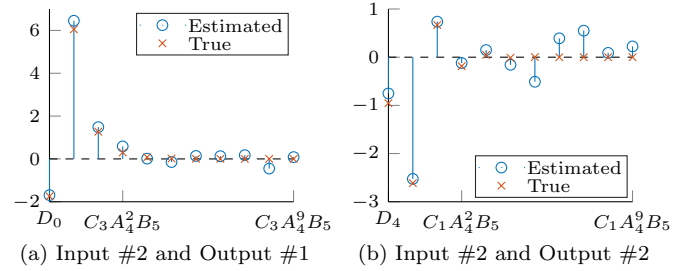 6
4
2
0
−2
Estimated
True
D_0
C_3A_4^2B_5
C_3A_4^9B_5
(a) Input #2 and Output #1
1
0
−1
−2
−3
Estimated
True
D_4
C_1A_4^2B_5
C_1A_4^9B_5
(b) Input #2 and Output #2